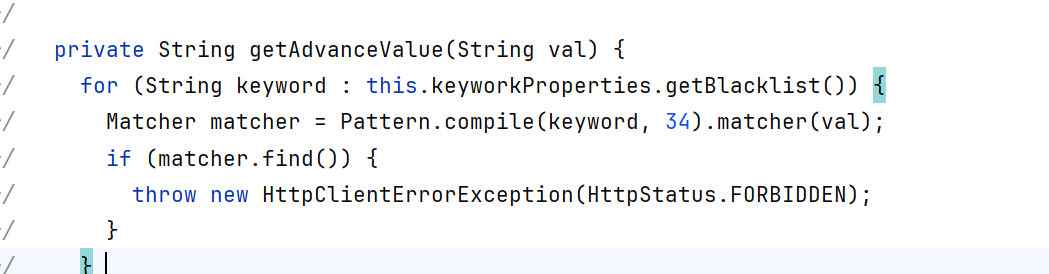 /
/ private String getAdvanceValue(String val) {
/ for (String keyword : this.keyworkProperties.getBlacklist()) {
/ Matcher matcher = Pattern.compile(keyword, 34).matcher(val);
/ if (matcher.find()) {
/ throw new HttpClientErrorException(HttpStatus.FORBIDDEN);
/ }
/ }